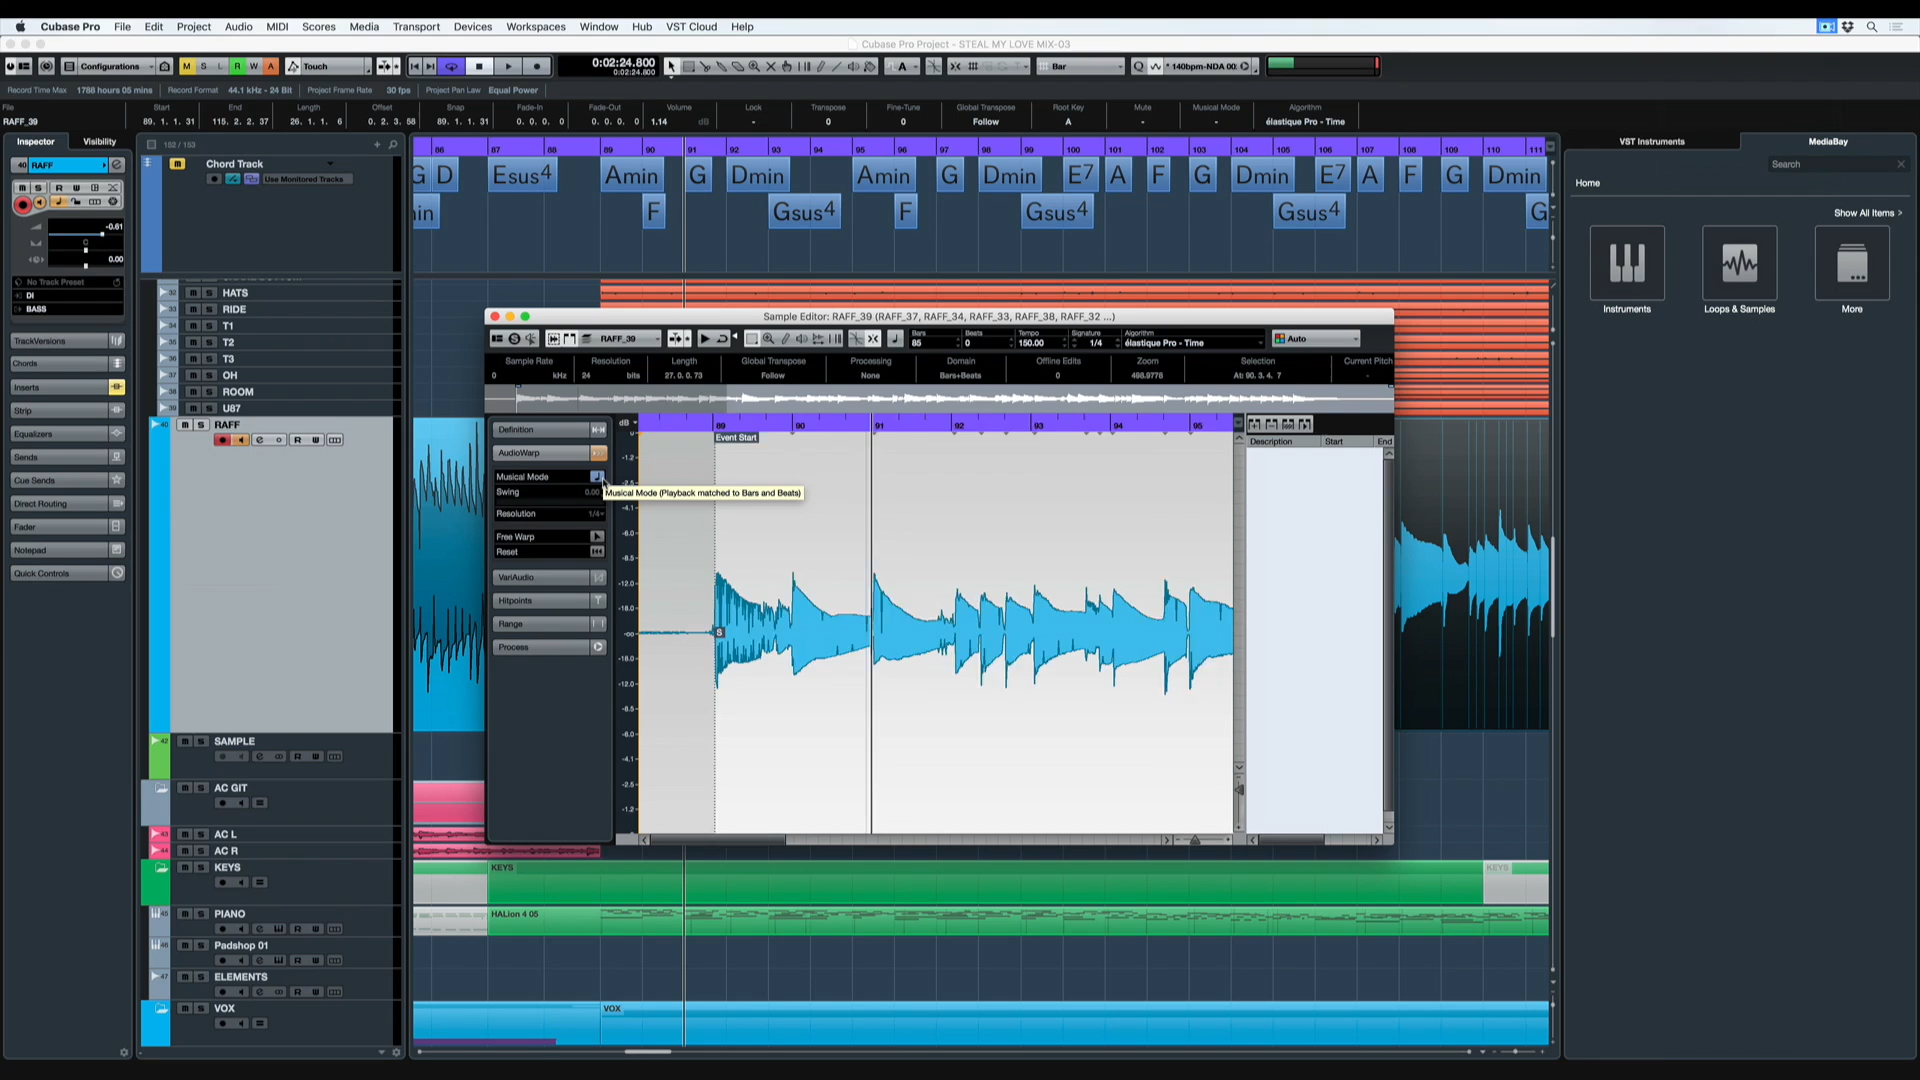 Cubase Pro File Edit Project Audio MIDI Scores Media Transport Devices Workspaces Window Hub VST Cloud Help
Cubase Pro Project - STEAL MY LOVE MIX-03
Configurations M S L R W A Touch 0:02:24.800 A Bar Q * 140bpm-NDA 00:
0:02:24.800
Record Time Max 1788 hours 05 mins Record Format 44.1 kHz - 24 Bit Project Frame Rate 30 fps Project Pan Law Equal Power
File Start End Length Offset Snap Fade-In Fade-Out Volume Lock Transpose Fine-Tune Global Transpose Root Key Mute Musical Mode Algorithm
RAFF_39 89. 1. 1. 31 115. 2. 2. 37 26. 1. 1. 6 0. 2. 3. 58 89. 1. 1. 31 0. 0. 0. 0 0. 0. 0. 0 1.14 dB - 0 0 Follow A - - élastique Pro - Time
Inspector Visibility
152 / 153
86 87 88 89 90 91 92 93 94 95 96 97 98 99 100 101 102 103 104 105 106 107 108 109 110 111
VST Instruments MediaBay
40 RAFF
Chord Track
Use Monitored Tracks
G D Esus4 Amin G Dmin Amin G Dmin E7 A F G Dmin E7 A F G Dmin
F Gsus4 F Gsus4 Gsus4 G
Search
Home
Show All Items >
Instruments Loops & Samples More
M S R W
-0.61
C
0.00
No Track Preset
DI
BASS
TrackVersions
Chords
Inserts
Strip
Equalizers
Sends
Cue Sends
Direct Routing
Fader
Notepad
Quick Controls
32 m S HATS
33 m S RIDE
34 m S T1
35 m S T2
36 m S T3
37 m S OH
38 m S ROOM
39 m S U87
40 m S RAFF
e R W
42 m S SAMPLE
e R W
m S AC GIT
43 m S AC L
44 m S AC R
m S KEYS
45 m S PIANO
e R W
46 m S Padshop 01
e R W
47 m S ELEMENTS
e R W
m S VOX
Sample Editor: RAFF_39 (RAFF_37, RAFF_34, RAFF_33, RAFF_38, RAFF_32 ...)
RAFF_39
Bars Beats Tempo Signature Algorithm
85 0 150.00 1/4 élastique Pro - Time Auto
Sample Rate Resolution Length Global Transpose Processing Domain Offline Edits Zoom Selection Current Pitch
0 kHz 24 bits 27. 0. 0. 73 Follow None Bars+Beats 0 498.9778 At: 90. 3. 4. 7 -
Definition
AudioWarp
Musical Mode
Swing 0.00
Musical Mode (Playback matched to Bars and Beats)
Resolution 1/4
Free Warp
Reset
VariAudio
Hitpoints
Range
Process
dB 89 90 91 92 93 94 95
Event Start
-1.2
-4.1
-6.0
-8.5
-12.0
-18.0
-∞ S
-18.0
-12.0
-8.5
-6.0
-4.1
-2.5
-1.2
Description Start End
KEYS KEYS
HALion 4 05
VOX